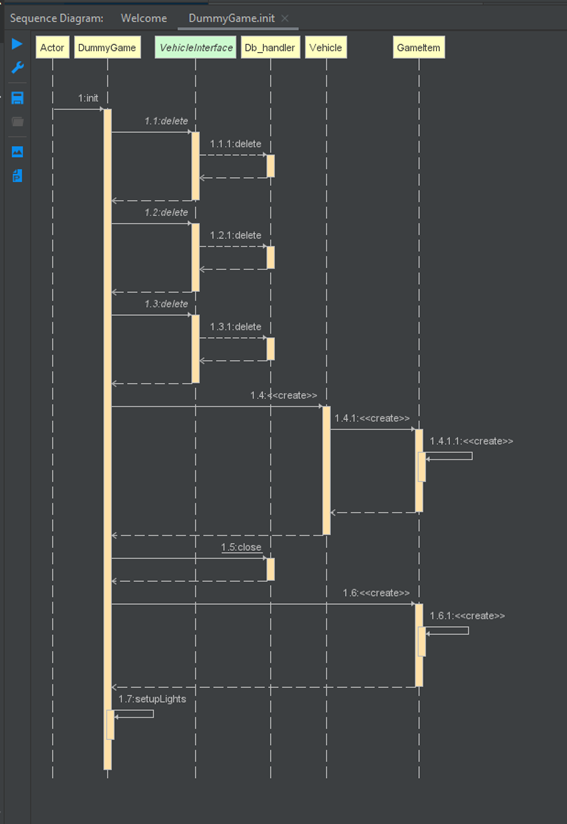 Sequence Diagram: Welcome DummyGame.init
Actor DummyGame VehicleInterface Db_handler Vehicle GameItem
1:init
1.1:delete
1.1.1:delete
1.2:delete
1.2.1:delete
1.3:delete
1.3.1:delete
1.4:<<create>>
1.4.1:<<create>>
1.4.1.1:<<create>>
1.5:close
1.6:<<create>>
1.6.1:<<create>>
1.7:setupLights